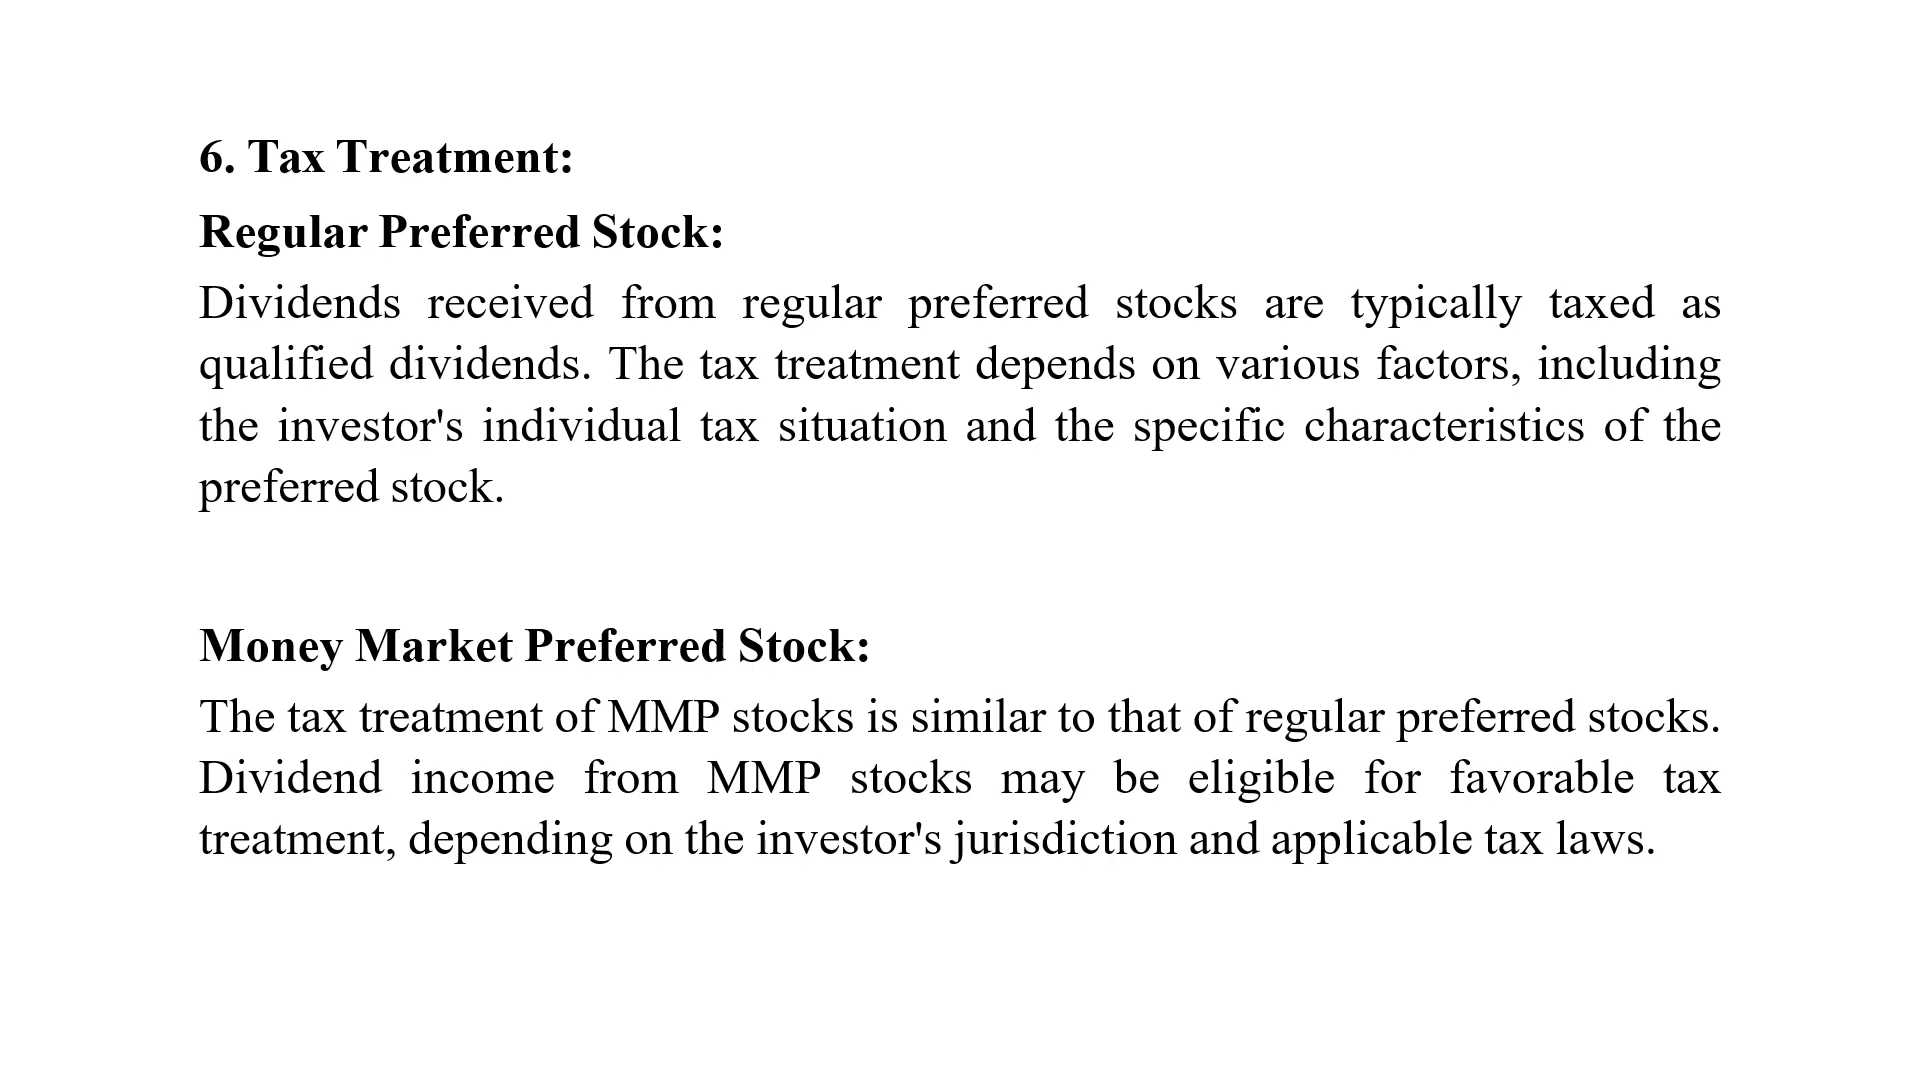 6. Tax Treatment:
Regular Preferred Stock:
Dividends received from regular preferred stocks are typically taxed as
qualified dividends. The tax treatment depends on various factors, including
the investor's individual tax situation and the specific characteristics of the
preferred stock.
Money Market Preferred Stock:
The tax treatment of MMP stocks is similar to that of regular preferred stocks.
Dividend income from MMP stocks may be eligible for favorable tax
treatment, depending on the investor's jurisdiction and applicable tax laws.